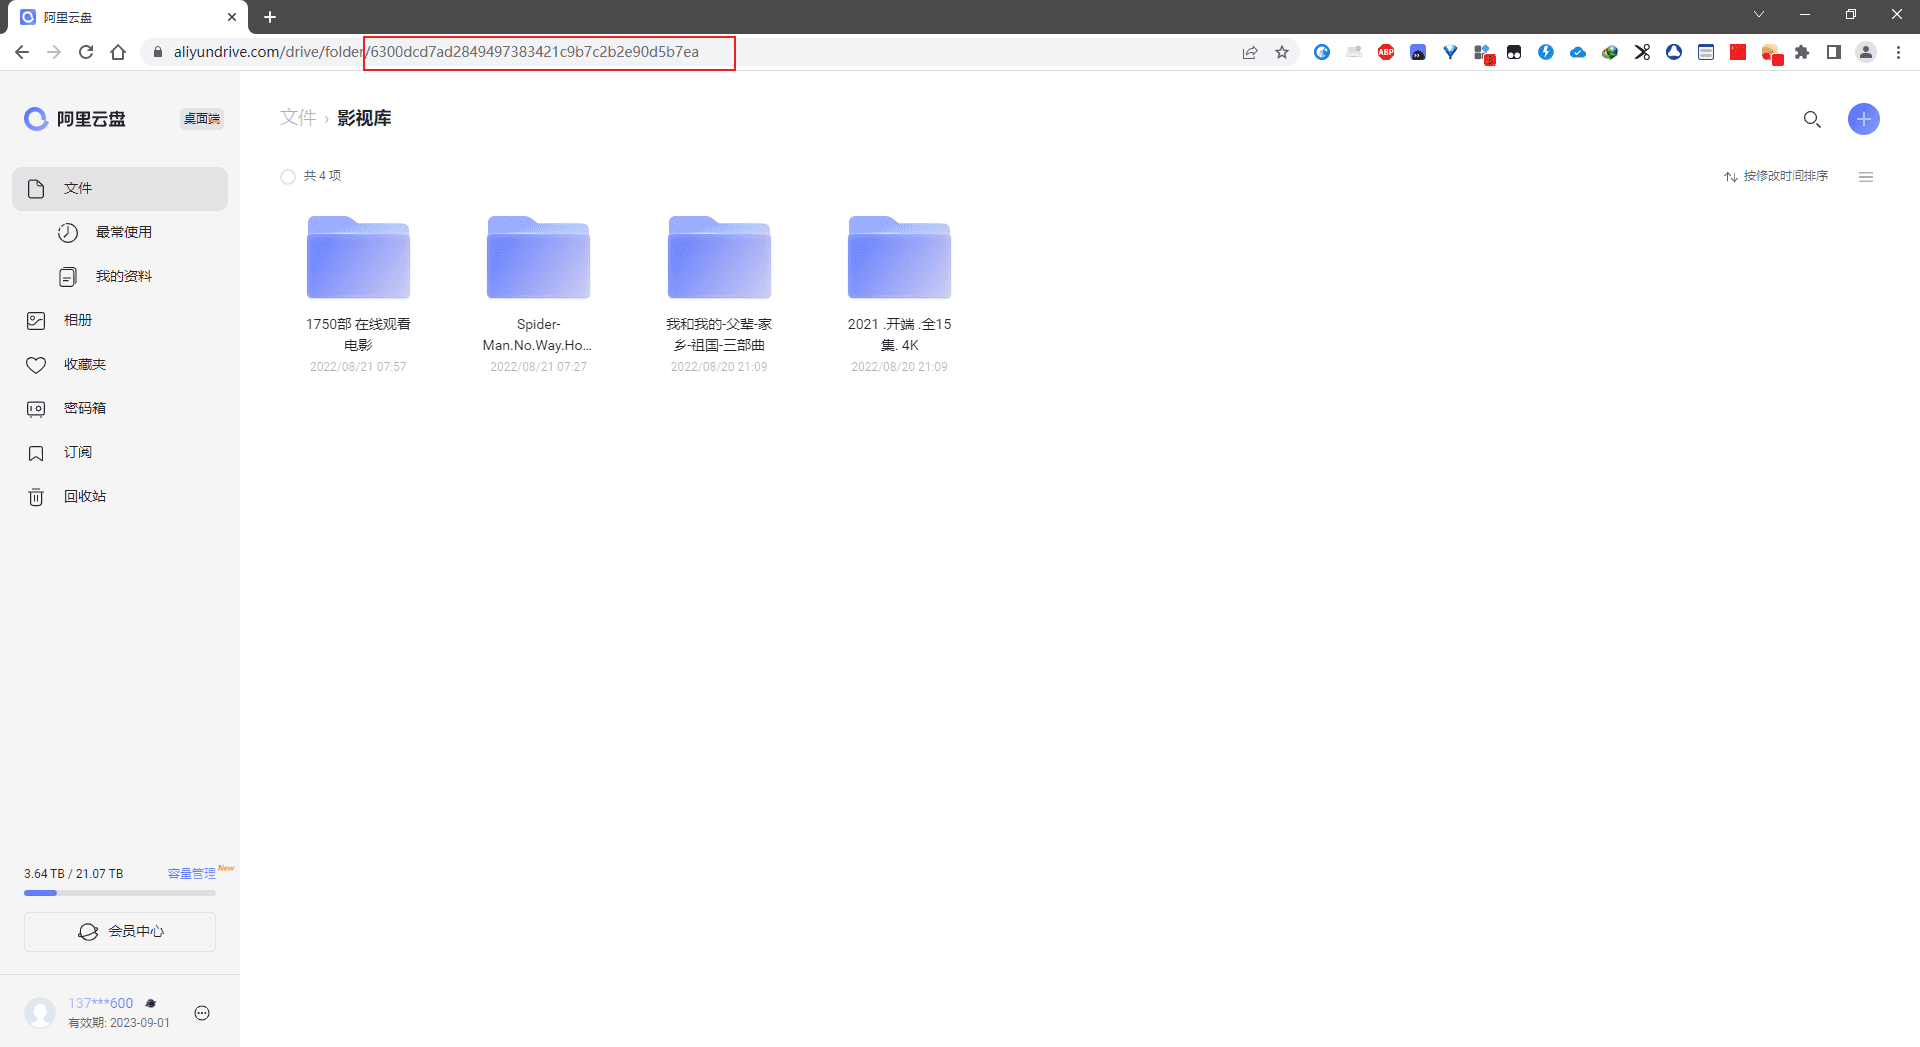 阿里云盘
aliyundrive.com/drive/folder/6300dcd7ad2849497383421c9b7c2b2e90d5b7ea
ABP
阿里云盘
桌面端
文件 › 影视库
共 4 项
按修改时间排序
文件
最常使用
我的资料
相册
收藏夹
密码箱
订阅
回收站
1750部 在线观看
电影
2022/08/21 07:57
Spider-
Man.No.Way.Ho...
2022/08/21 07:27
我和我的-父辈-家
乡-祖国-三部曲
2022/08/20 21:09
2021 .开端 .全15
集. 4K
2022/08/20 21:09
3.64 TB / 21.07 TB
容量管理 New
会员中心
137***600
有效期: 2023-09-01